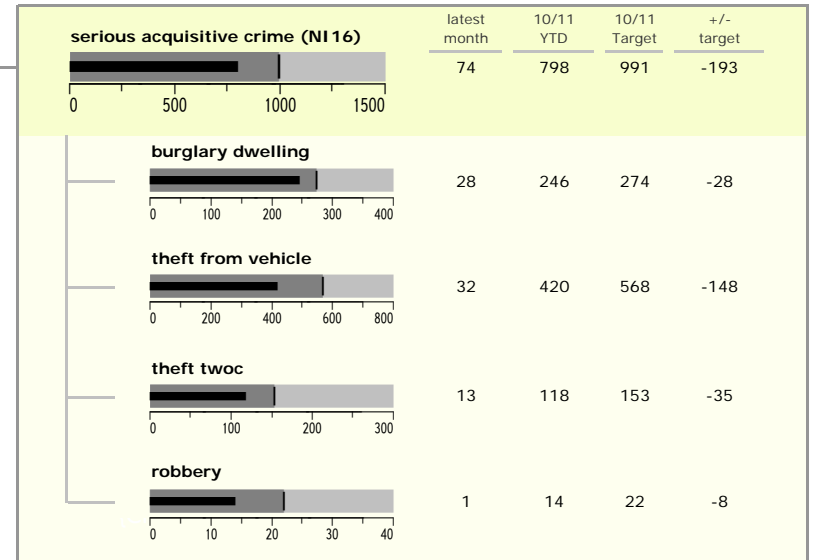 latest 10/11 10/11 +/-
serious acquisitive crime (NI16) month YTD Target target
74 798 991 -193
0 500 1000 1500
burglary dwelling
28 246 274 -28
0 100 200 300 400
theft from vehicle
32 420 568 -148
0 200 400 600 800
theft twoc
13 118 153 -35
0 100 200 300
robbery
1 14 22 -8
0 10 20 30 40